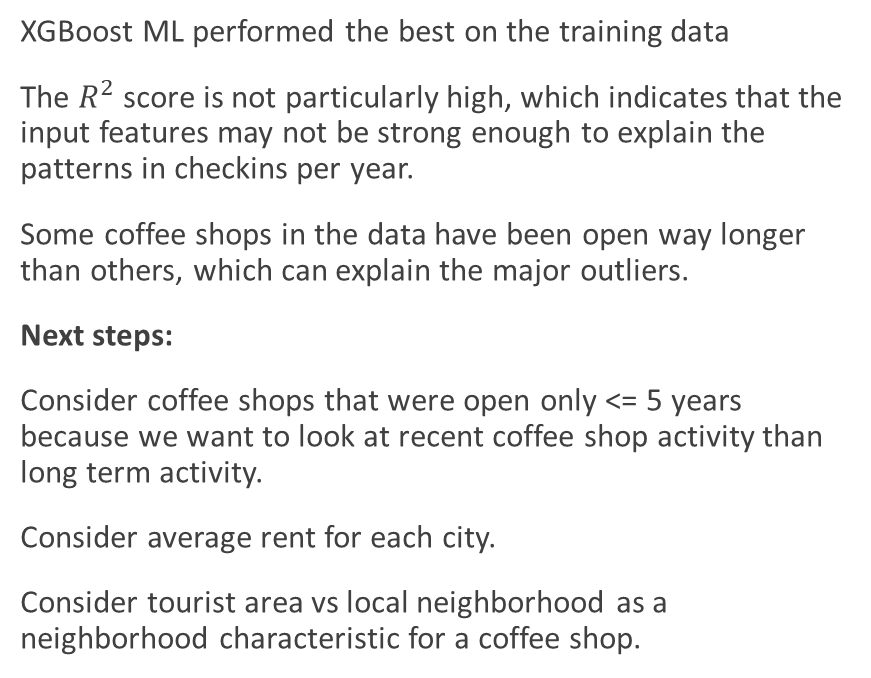 XGBoost ML performed the best on the training data
The R² score is not particularly high, which indicates that the
input features may not be strong enough to explain the
patterns in checkins per year.
Some coffee shops in the data have been open way longer
than others, which can explain the major outliers.
Next steps:
Consider coffee shops that were open only <= 5 years
because we want to look at recent coffee shop activity than
long term activity.
Consider average rent for each city.
Consider tourist area vs local neighborhood as a
neighborhood characteristic for a coffee shop.